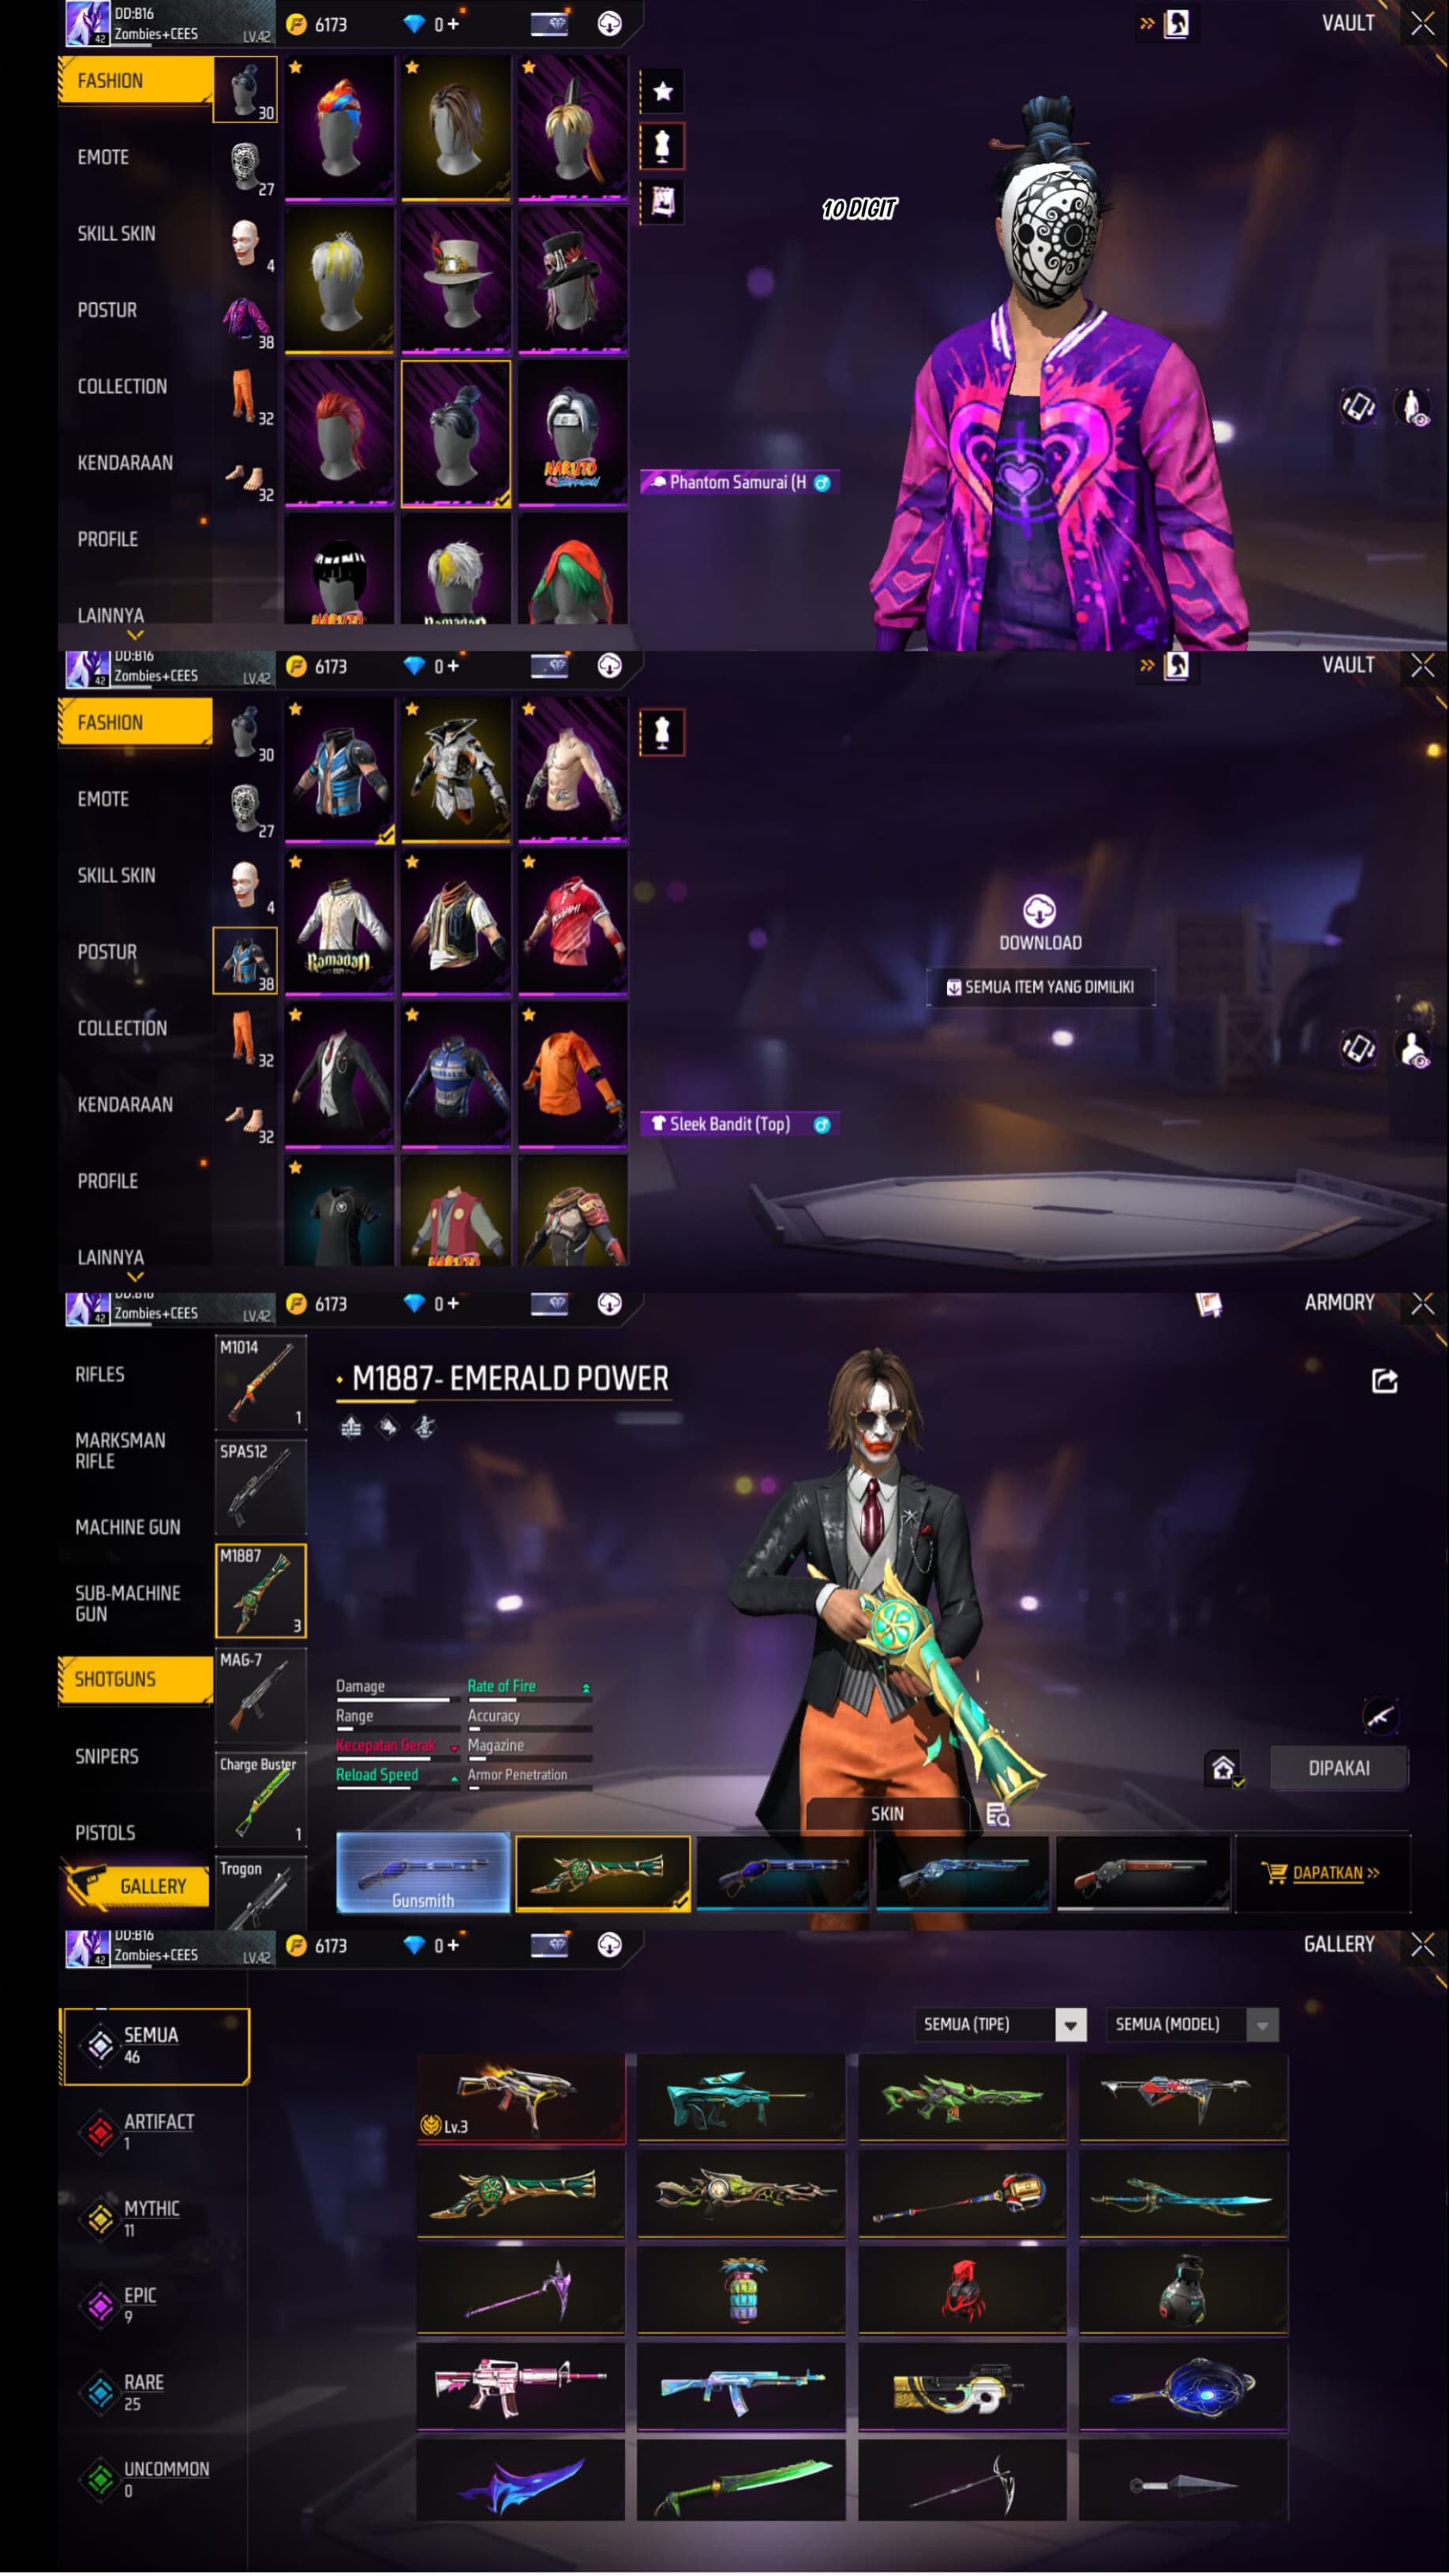 DD:B16
Zombies+CEES
LV.42
42
6173
0+
VAULT
FASHION
EMOTE
SKILL SKIN
POSTUR
COLLECTION
KENDARAAN
PROFILE
LAINNYA
30
27
4
38
32
32
NARUTO
NARUTO
Ramadan
10 DIGIT
Phantom Samurai (H
DD:B16
Zombies+CEES
LV.42
42
6173
0+
VAULT
FASHION
EMOTE
SKILL SKIN
POSTUR
COLLECTION
KENDARAAN
PROFILE
LAINNYA
30
27
4
38
32
32
Ramadan
NARUTO
DOWNLOAD
SEMUA ITEM YANG DIMILIKI
Sleek Bandit (Top)
DD:B16
Zombies+CEES
LV.42
42
6173
0+
ARMORY
RIFLES
MARKSMAN
RIFLE
MACHINE GUN
SUB-MACHINE
GUN
SHOTGUNS
SNIPERS
PISTOLS
GALLERY
M1014
1
SPAS12
M1887
3
MAG-7
Charge Buster
1
Trogon
M1887- EMERALD POWER
Damage
Rate of Fire
Range
Accuracy
Kecepatan Gerak
Magazine
Reload Speed
Armor Penetration
DIPAKAI
SKIN
Gunsmith
DAPATKAN >>
DD:B16
Zombies+CEES
LV.42
42
6173
0+
GALLERY
SEMUA
46
ARTIFACT
1
MYTHIC
11
EPIC
9
RARE
25
UNCOMMON
0
SEMUA (TIPE)
SEMUA (MODEL)
Lv.3